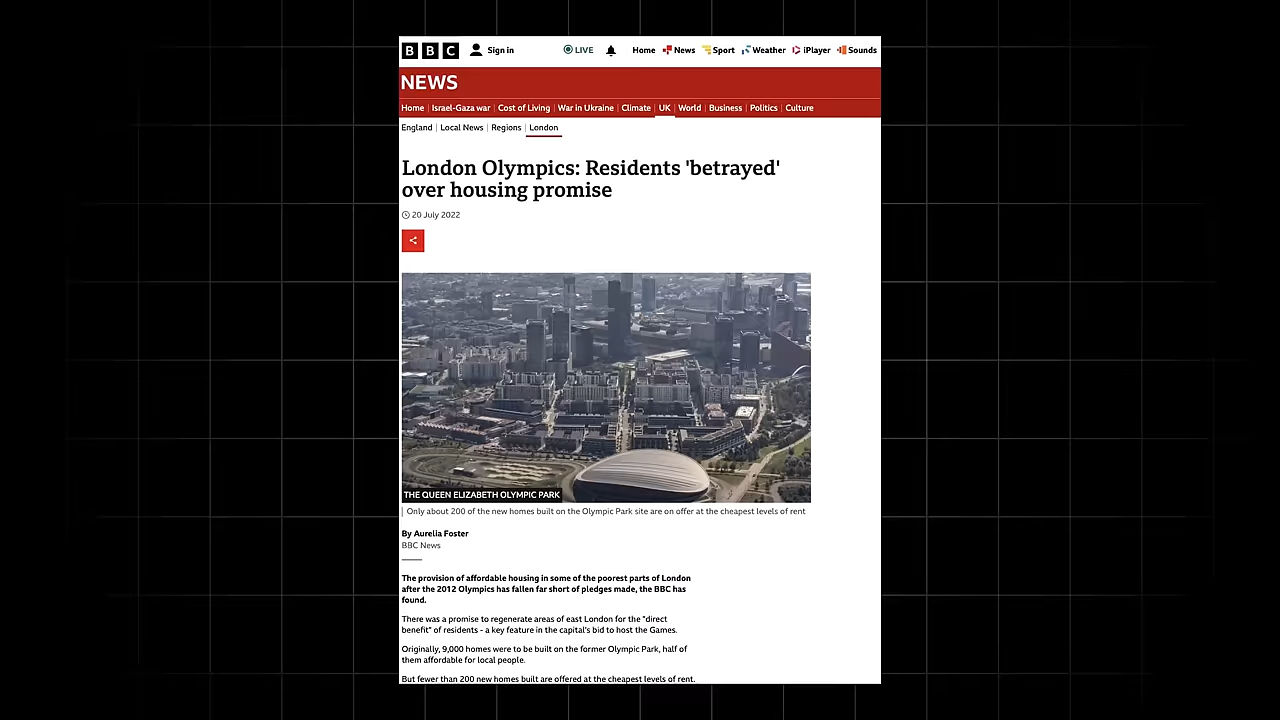 BBC Sign in LIVE Home News Sport Weather iPlayer Sounds
NEWS
Home Israel-Gaza war Cost of Living War in Ukraine Climate UK World Business Politics Culture
England Local News Regions London
London Olympics: Residents 'betrayed'
over housing promise
20 July 2022
THE QUEEN ELIZABETH OLYMPIC PARK
Only about 200 of the new homes built on the Olympic Park site are on offer at the cheapest levels of rent
By Aurelia Foster
BBC News
The provision of affordable housing in some of the poorest parts of London
after the 2012 Olympics has fallen far short of pledges made, the BBC has
found.
There was a promise to regenerate areas of east London for the "direct
benefit" of residents - a key feature in the capital's bid to host the Games.
Originally, 9,000 homes were to be built on the former Olympic Park, half of
them affordable for local people.
But fewer than 200 new homes built are offered at the cheapest levels of rent.